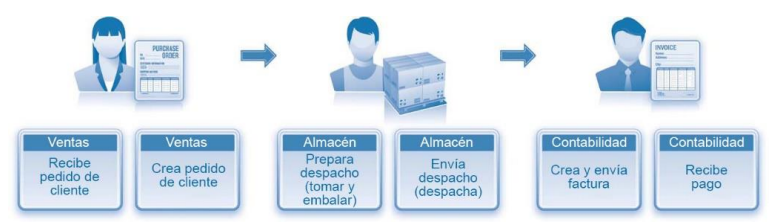 PURCHASE
ORDER
INVOICE
Ventas
Recibe
pedido de
cliente
Ventas
Crea pedido
de cliente
Almacén
Prepara
despacho
(tomar y
embalar)
Almacén
Envía
despacho
(despacha)
Contabilidad
Crea y envía
factura
Contabilidad
Recibe
pago